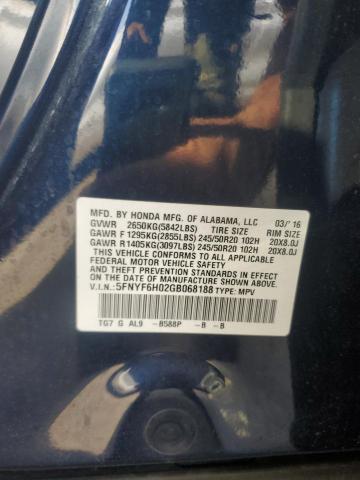 MFD. BY HONDA MFG. OF ALABAMA, LLC 03/'16
GVWR 2650KG(5842LBS) TIRE SIZE RIM SIZE
GAWR F 1295KG(2855LBS) 245/50R20 102H 20X8.0J
GAWR R 1405KG(3097LBS) 245/50R20 102H 20X8.0J
THIS VEHICLE CONFORMS TO ALL APPLICABLE
FEDERAL MOTOR VEHICLE SAFETY AND THEFT
PREVENTION STANDARDS IN EFFECT ON THE
DATE OF MANUFACTURE SHOWN ABOVE.
V.I.N.: 5FNYF6H02GB068188 TYPE: MPV
TG7 G AL9 -B588P -B -B